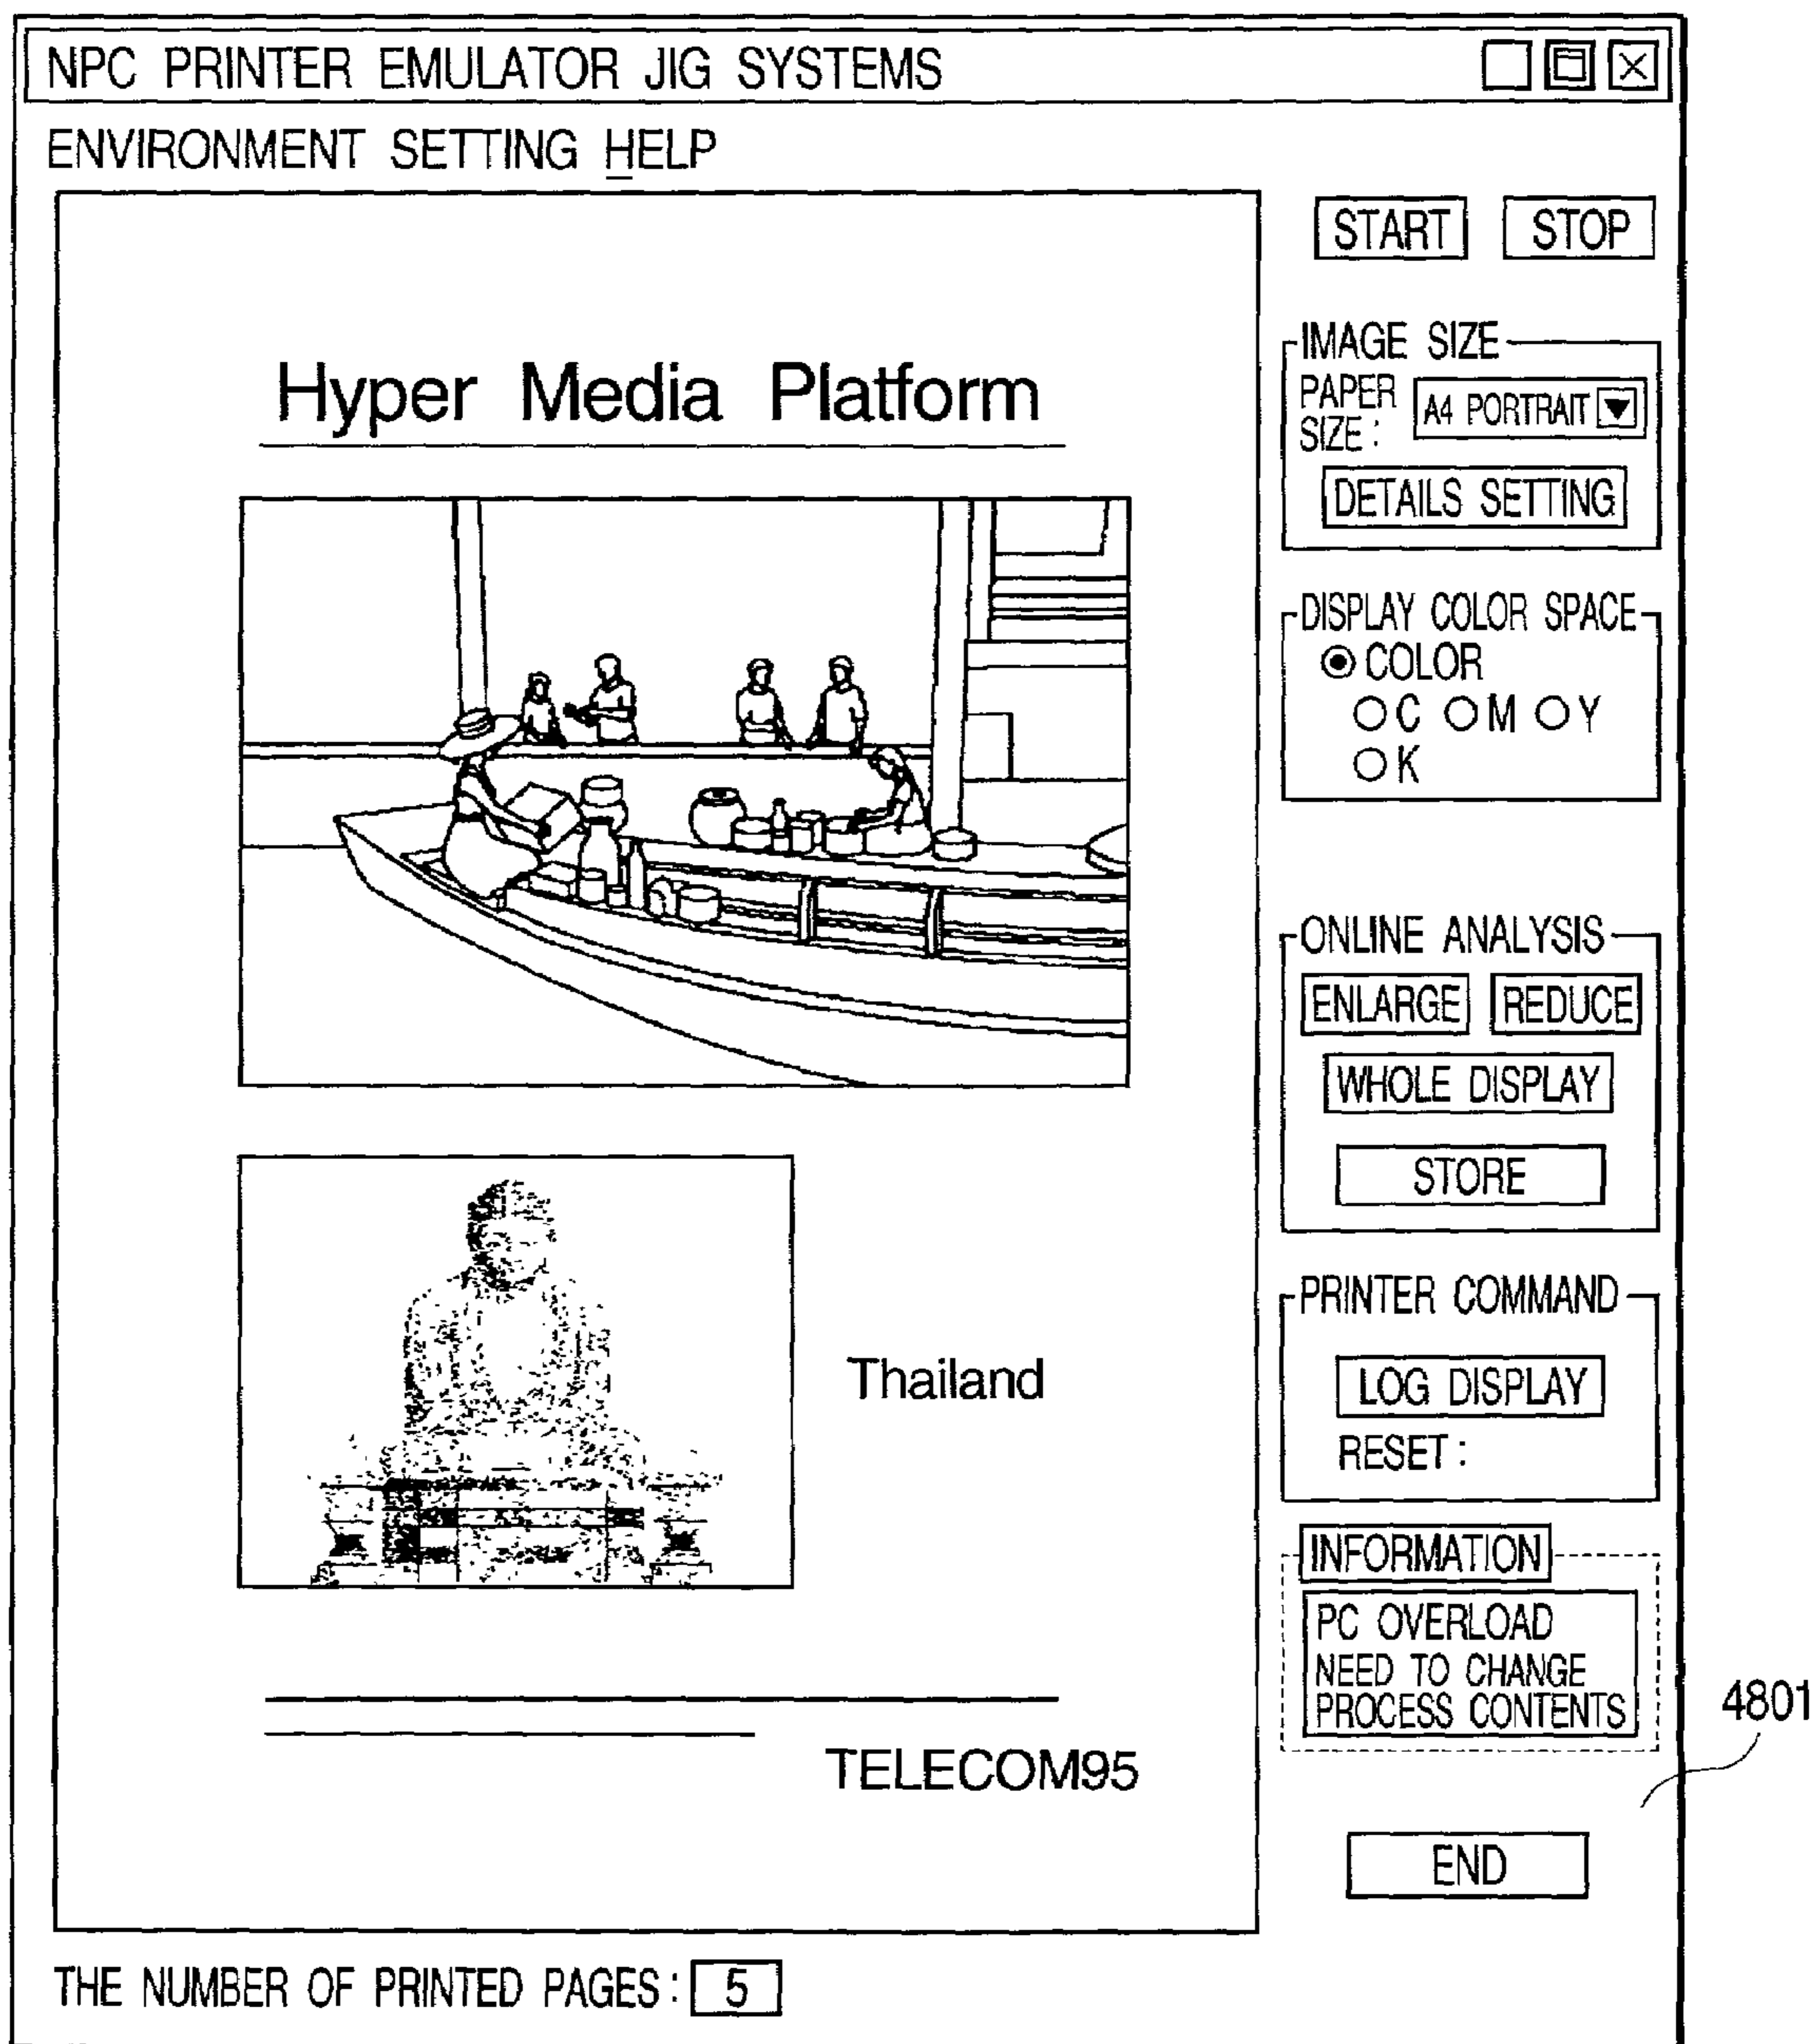 NPC PRINTER EMULATOR JIG SYSTEMS
ENVIRONMENT SETTING HELP
Hyper Media Platform
Thailand
TELECOM95
THE NUMBER OF PRINTED PAGES: 5
START STOP
IMAGE SIZE
PAPER
SIZE: A4 PORTRAIT
DETAILS SETTING
DISPLAY COLOR SPACE
COLOR
C M Y
K
ONLINE ANALYSIS
ENLARGE REDUCE
WHOLE DISPLAY
STORE
PRINTER COMMAND
LOG DISPLAY
RESET:
INFORMATION
PC OVERLOAD
NEED TO CHANGE
PROCESS CONTENTS
4801
END